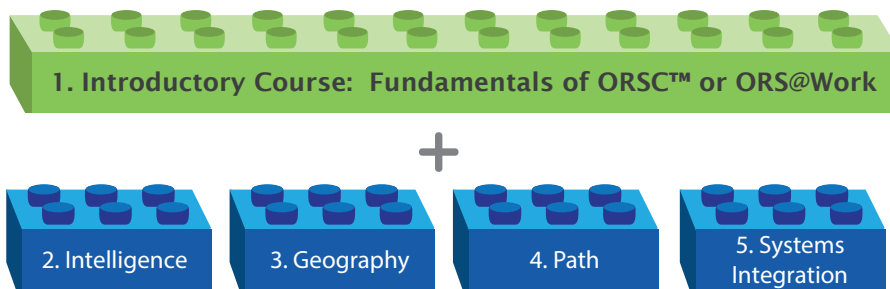 1. Introductory Course: Fundamentals of ORSC™ or ORS@Work
+
2. Intelligence
3. Geography
4. Path
5. Systems
Integration